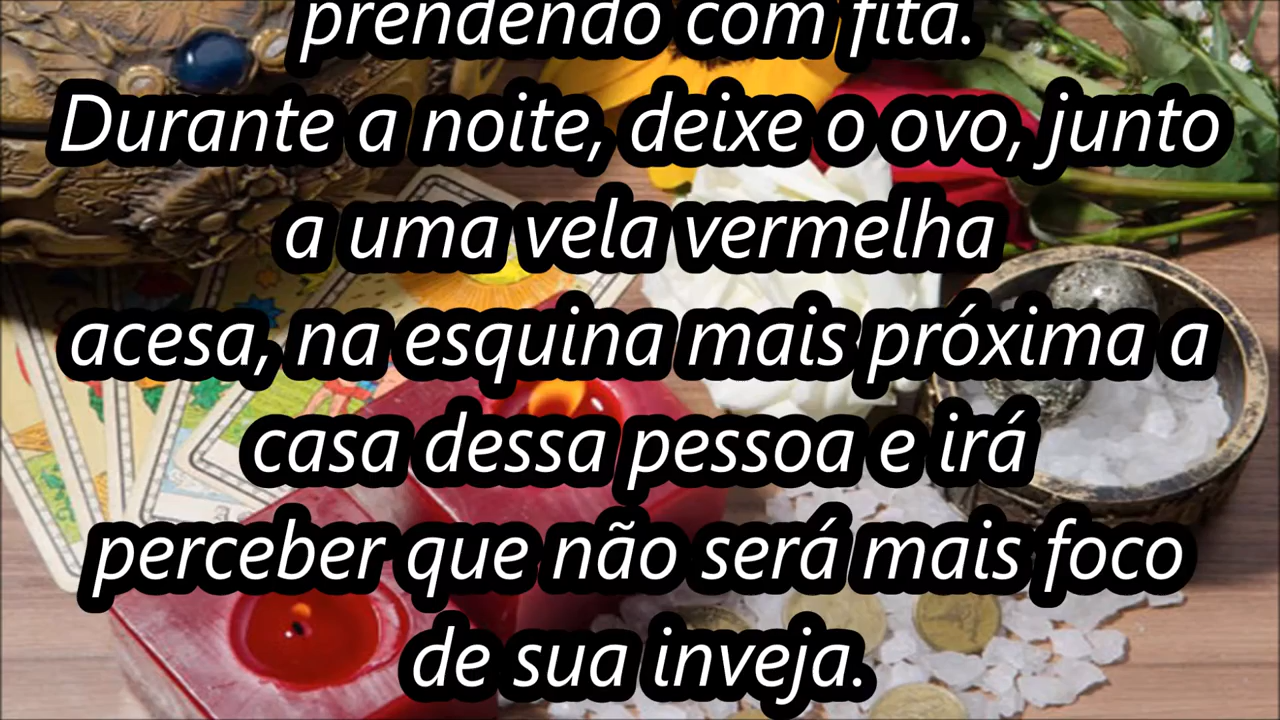 prendendo com fita.
Durante a noite, deixe o ovo, junto
a uma vela vermelha
acesa, na esquina mais próxima a
casa dessa pessoa e irá
perceber que não será mais foco
de sua inveja.